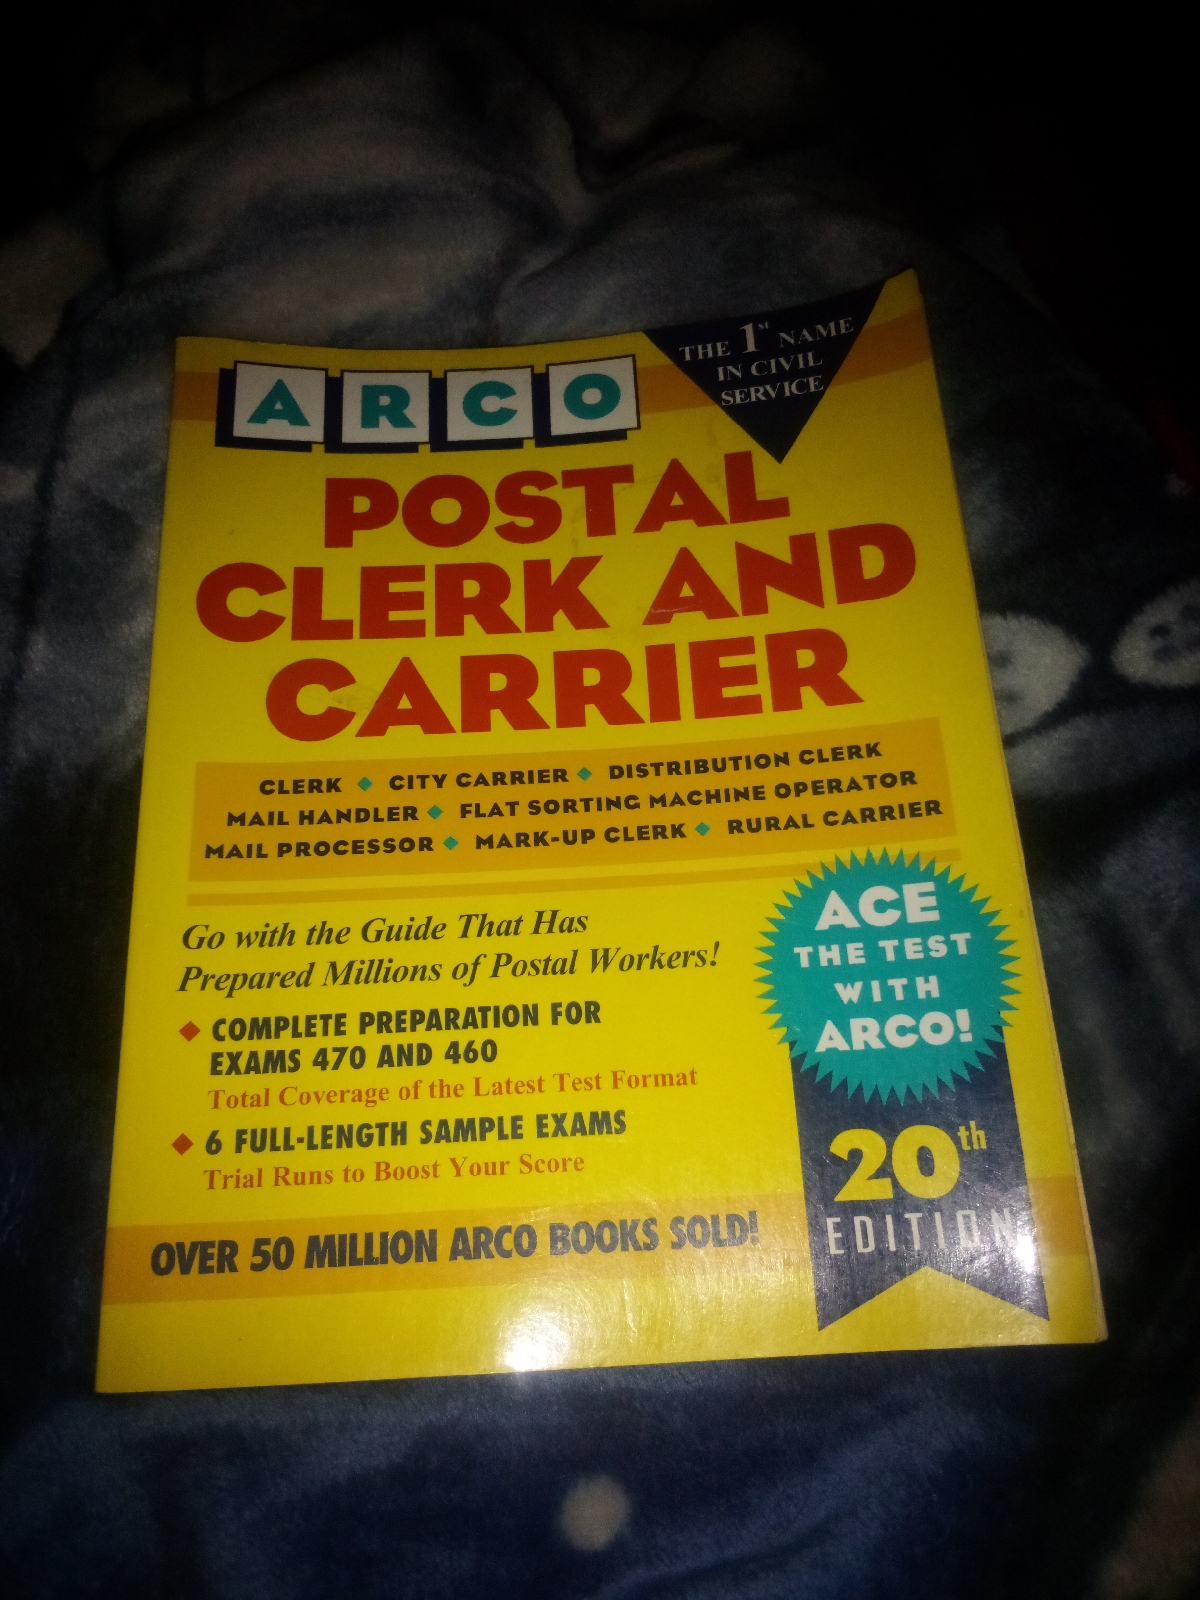 ARCO
THE 1st NAME
IN CIVIL
SERVICE
POSTAL
CLERK AND
CARRIER
CLERK ◆ CITY CARRIER ◆ DISTRIBUTION CLERK
MAIL HANDLER ◆ FLAT SORTING MACHINE OPERATOR
MAIL PROCESSOR ◆ MARK-UP CLERK ◆ RURAL CARRIER
Go with the Guide That Has
Prepared Millions of Postal Workers!
◆ COMPLETE PREPARATION FOR
EXAMS 470 AND 460
Total Coverage of the Latest Test Format
◆ 6 FULL-LENGTH SAMPLE EXAMS
Trial Runs to Boost Your Score
OVER 50 MILLION ARCO BOOKS SOLD!
ACE
THE TEST
WITH
ARCO!
20th
EDITION